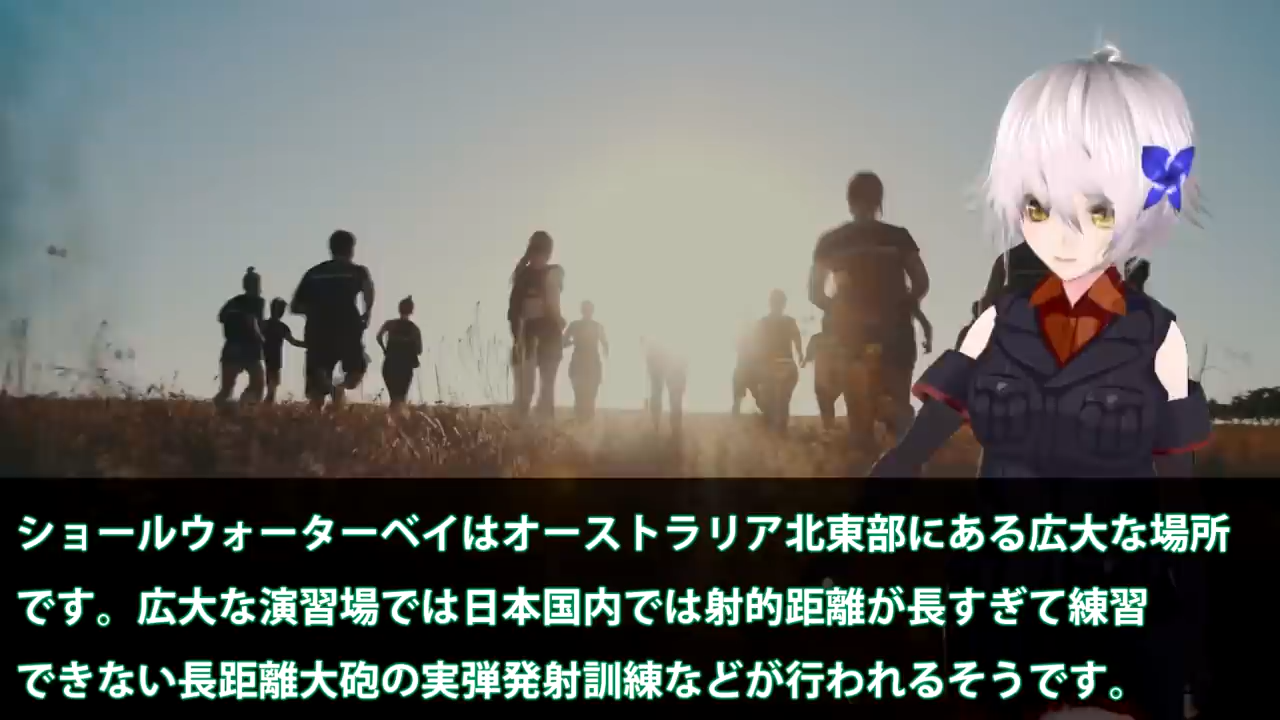 ショールウォーターベイはオーストラリア北東部にある広大な場所
です。広大な演習場では日本国内では射的距離が長すぎて練習
できない長距離大砲の実弾発射訓練などが行われるそうです。